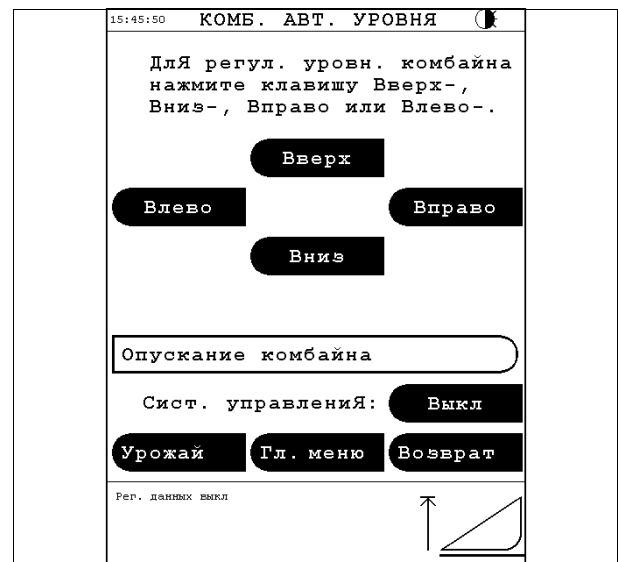 15:45:50 КОМБ. АВТ. УРОВНЯ
ДлЯ регул. уровн. комбайна
нажмите клавишу Вверх-,
Вниз-, Вправо или Влево-.
Вверх
Влево Вправо
Вниз
Опускание комбайна
Сист. управлениЯ: Выкл
Урожай Гл. меню Возврат
Рег. данных выкл